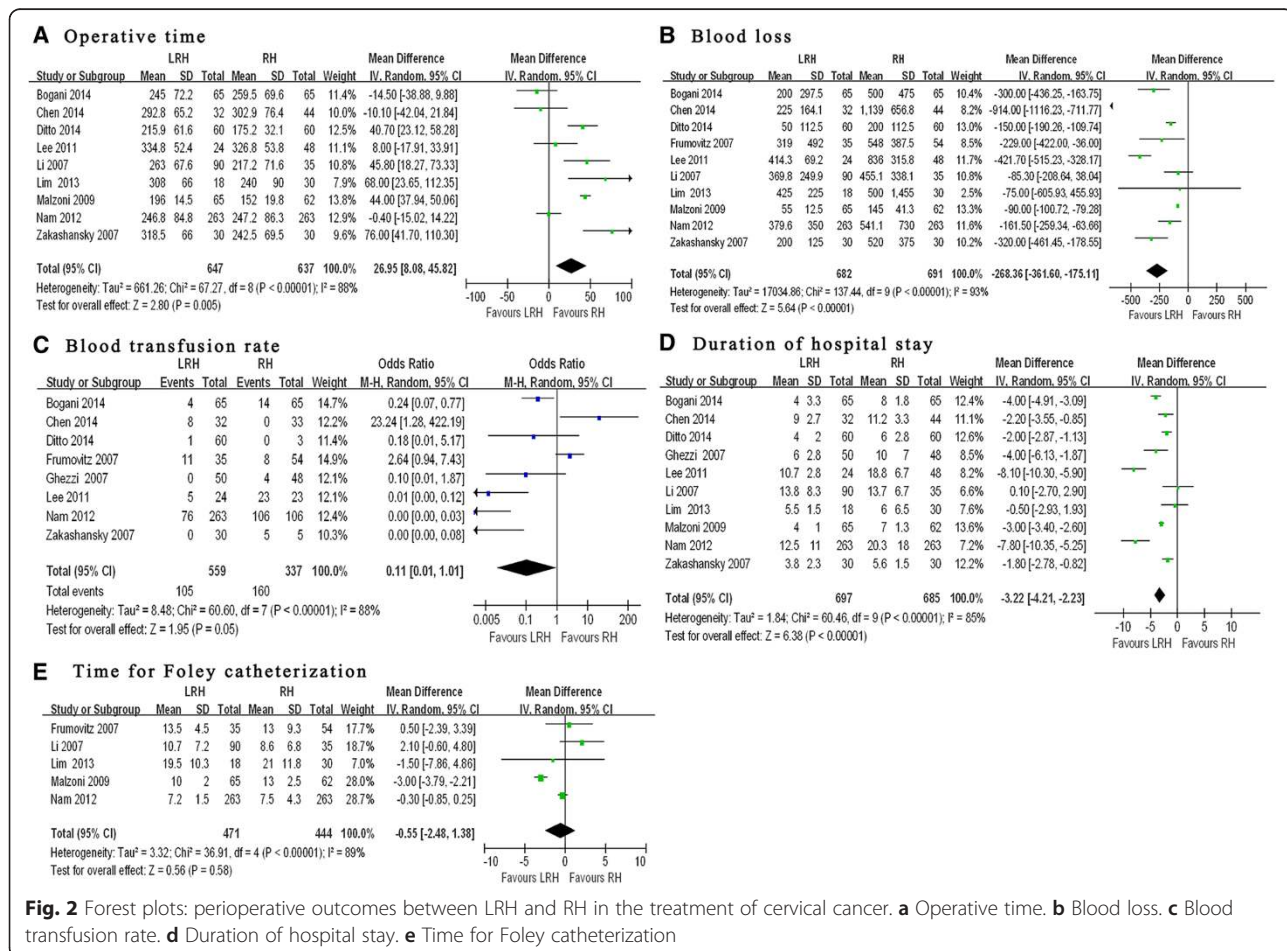 A Operative time
LRH RH Mean Difference Mean Difference
Study or Subgroup Mean SD Total Mean SD Total Weight IV, Random, 95% CI IV, Random, 95% CI
Bogani 2014 245 72.2 65 259.5 69.6 65 11.4% -14.50 [-38.88, 9.88]
Chen 2014 292.8 65.2 32 302.9 76.4 44 10.0% -10.10 [-42.04, 21.84]
Ditto 2014 215.9 61.6 60 175.2 32.1 60 12.4% 40.70 [23.12, 58.28]
Lee 2011 334.8 52.4 24 326.8 53.8 48 11.1% 8.00 [-17.91, 33.91]
Li 2007 263 67.6 90 217.2 71.6 35 10.8% 45.80 [18.27, 73.33]
Lim 2013 308 66 18 240 90 30 7.9% 68.00 [23.65, 112.35]
Malzoni 2009 196 14.5 65 152 19.8 62 14.1% 44.00 [37.94, 50.06]
Nam 2012 246.8 84.8 263 247.2 86.3 263 12.9% -0.40 [-15.02, 14.22]
Zakashansky 2007 318.5 66 30 242.5 69.5 30 9.6% 76.00 [41.70, 110.30]
Total (95% CI) 647 637 100.0% 26.95 [8.08, 45.82]
Heterogeneity: Tau² = 661.26; Chi² = 67.27, df = 8 (P < 0.00001); I² = 88%
Test for overall effect: Z = 2.80 (P = 0.005)
-100 -50 0 50 100
Favours LRH Favours RH
B Blood loss
LRH RH Mean Difference Mean Difference
Study or Subgroup Mean SD Total Mean SD Total Weight IV, Random, 95% CI IV, Random, 95% CI
Bogani 2014 200 297.5 65 500 475 65 9.8% -300.00 [-436.25, -163.75]
Chen 2014 225 164.1 32 1,139 656.8 44 8.2% -914.00 [-1116.23, -711.77]
Ditto 2014 50 112.5 60 200 112.5 60 12.0% -150.00 [-190.26, -109.74]
Frumovitz 2007 319 492 35 548 387.5 54 8.4% -229.00 [-422.00, -36.00]
Lee 2011 414.3 69.2 24 836 315.8 48 11.0% -421.70 [-515.23, -328.17]
Li 2007 369.8 249.9 90 455.1 338.1 35 10.2% -85.30 [-208.64, 38.04]
Lim 2013 425 225 18 500 1,455 30 2.7% -75.00 [-605.93, 455.93]
Malzoni 2009 55 12.5 65 145 41.3 62 12.2% -90.00 [-100.72, -79.28]
Nam 2012 379.6 350 263 541.1 730 263 10.9% -161.50 [-259.34, -63.66]
Zakashansky 2007 200 125 30 520 375 30 9.6% -320.00 [-461.45, -178.55]
Total (95% CI) 682 691 100.0% -268.36 [-361.60, -175.11]
Heterogeneity: Tau² = 17034.86; Chi² = 137.44, df = 9 (P < 0.00001); I² = 93%
Test for overall effect: Z = 5.64 (P < 0.00001)
-500 -250 0 250 500
Favours LRH Favours RH
C Blood transfusion rate
LRH RH Odds Ratio Odds Ratio
Study or Subgroup Events Total Events Total Weight M-H, Random, 95% CI M-H, Random, 95% CI
Bogani 2014 4 65 14 65 14.7% 0.24 [0.07, 0.77]
Chen 2014 8 32 0 33 12.2% 23.24 [1.28, 422.19]
Ditto 2014 1 60 0 3 11.4% 0.18 [0.01, 5.17]
Frumovitz 2007 11 35 8 54 14.9% 2.64 [0.94, 7.43]
Ghezzi 2007 0 50 4 48 12.1% 0.10 [0.01, 1.87]
Lee 2011 5 24 23 23 12.0% 0.01 [0.00, 0.12]
Nam 2012 76 263 106 106 12.4% 0.00 [0.00, 0.03]
Zakashansky 2007 0 30 5 5 10.3% 0.00 [0.00, 0.08]
Total (95% CI) 559 337 100.0% 0.11 [0.01, 1.01]
Total events 105 160
Heterogeneity: Tau² = 8.48; Chi² = 60.60, df = 7 (P < 0.00001); I² = 88%
Test for overall effect: Z = 1.95 (P = 0.05)
0.005 0.1 1 10 200
Favours LRH Favours RH
D Duration of hospital stay
LRH RH Mean Difference Mean Difference
Study or Subgroup Mean SD Total Mean SD Total Weight IV, Random, 95% CI IV, Random, 95% CI
Bogani 2014 4 3.3 65 8 1.8 65 12.4% -4.00 [-4.91, -3.09]
Chen 2014 9 2.7 32 11.2 3.3 44 11.1% -2.20 [-3.55, -0.85]
Ditto 2014 4 2 60 6 2.8 60 12.6% -2.00 [-2.87, -1.13]
Ghezzi 2007 6 2.8 50 10 7 48 8.5% -4.00 [-6.13, -1.87]
Lee 2011 10.7 2.8 24 18.8 6.7 48 8.3% -8.10 [-10.30, -5.90]
Li 2007 13.8 8.3 90 13.7 6.7 35 6.6% 0.10 [-2.70, 2.90]
Lim 2013 5.5 1.5 18 6 6.5 30 7.6% -0.50 [-2.93, 1.93]
Malzoni 2009 4 1 65 7 1.3 62 13.6% -3.00 [-3.40, -2.60]
Nam 2012 12.5 11 263 20.3 18 263 7.2% -7.80 [-10.35, -5.25]
Zakashansky 2007 3.8 2.3 30 5.6 1.5 30 12.2% -1.80 [-2.78, -0.82]
Total (95% CI) 697 685 100.0% -3.22 [-4.21, -2.23]
Heterogeneity: Tau² = 1.84; Chi² = 60.46, df = 9 (P < 0.00001); I² = 85%
Test for overall effect: Z = 6.38 (P < 0.00001)
-10 -5 0 5 10
Favours LRH Favours RH
E Time for Foley catheterization
LRH RH Mean Difference Mean Difference
Study or Subgroup Mean SD Total Mean SD Total Weight IV, Random, 95% CI IV, Random, 95% CI
Frumovitz 2007 13.5 4.5 35 13 9.3 54 17.7% 0.50 [-2.39, 3.39]
Li 2007 10.7 7.2 90 8.6 6.8 35 18.7% 2.10 [-0.60, 4.80]
Lim 2013 19.5 10.3 18 21 11.8 30 7.0% -1.50 [-7.86, 4.86]
Malzoni 2009 10 2 65 13 2.5 62 28.0% -3.00 [-3.79, -2.21]
Nam 2012 7.2 1.5 263 7.5 4.3 263 28.7% -0.30 [-0.85, 0.25]
Total (95% CI) 471 444 100.0% -0.55 [-2.48, 1.38]
Heterogeneity: Tau² = 3.32; Chi² = 36.91, df = 4 (P < 0.00001); I² = 89%
Test for overall effect: Z = 0.56 (P = 0.58)
-10 -5 0 5 10
Favours LRH Favours RH
Fig. 2 Forest plots: perioperative outcomes between LRH and RH in the treatment of cervical cancer. a Operative time. b Blood loss. c Blood
transfusion rate. d Duration of hospital stay. e Time for Foley catheterization